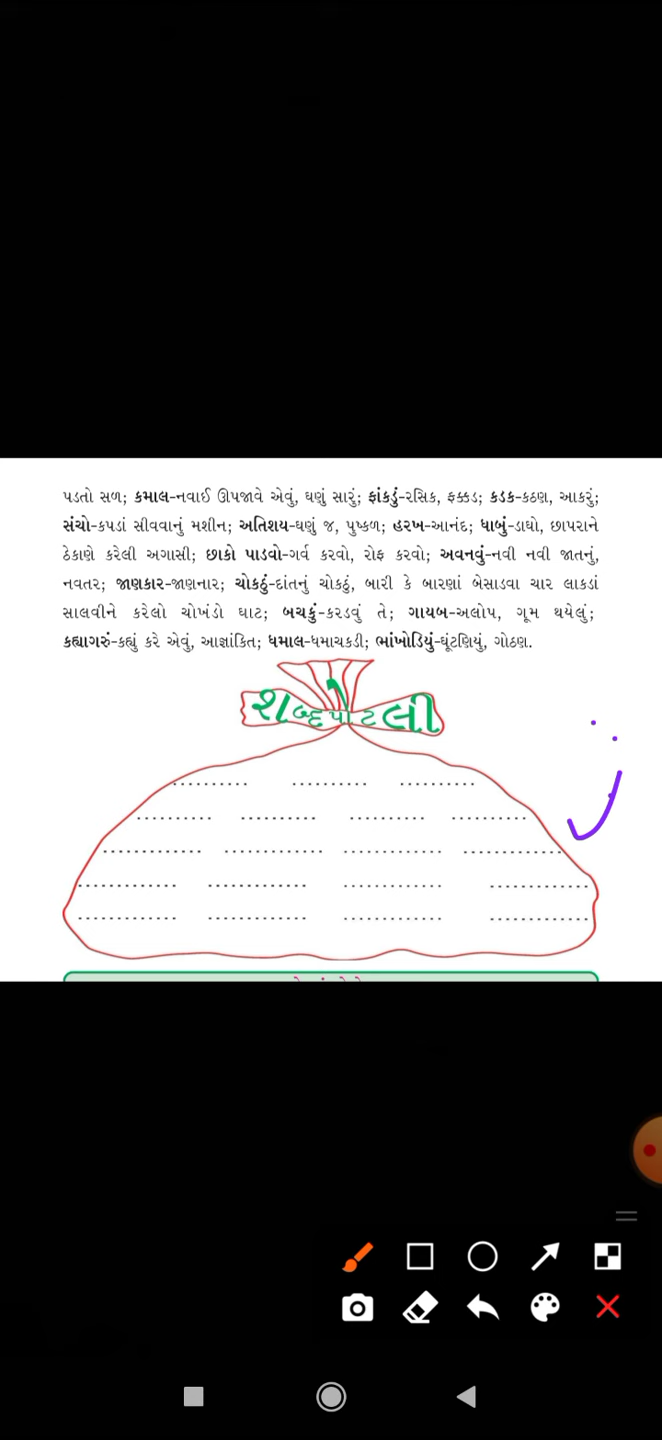 પડતો સળ; કમાલ-નવાઈ ઊપજાવે એવું, ઘણું સારું; ફાંકડું-રસિક, ફક્કડ; કડક-કઠણ, આકરું;
સંચો-કપડાં સીવવાનું મશીન; અતિશય-ઘણું જ, પુષ્કળ; હરખ-આનંદ; ધાબું-ડાઘો, છાપરાને
ઠેકાણે કરેલી અગાસી; છાકો પાડવો-ગર્વ કરવો, રોફ કરવો; અવનવું-નવી નવી જાતનું,
નવતર; જાણકાર-જાણનાર; ચોકઠું-દાંતનું ચોકઠું, બારી કે બારણાં બેસાડવા ચાર લાકડાં
સાલવીને કરેલો ચોખંડો ઘાટ; બચકું-કરડવું તે; ગાયબ-અલોપ, ગૂમ થયેલું;
કહ્યાગરું-કહ્યું કરે એવું, આજ્ઞાંકિત; ધમાલ-ધમાચકડી; ભાંખોડિયું-ઘૂંટણિયું, ગોઠણ.
શબ્દપોટલી